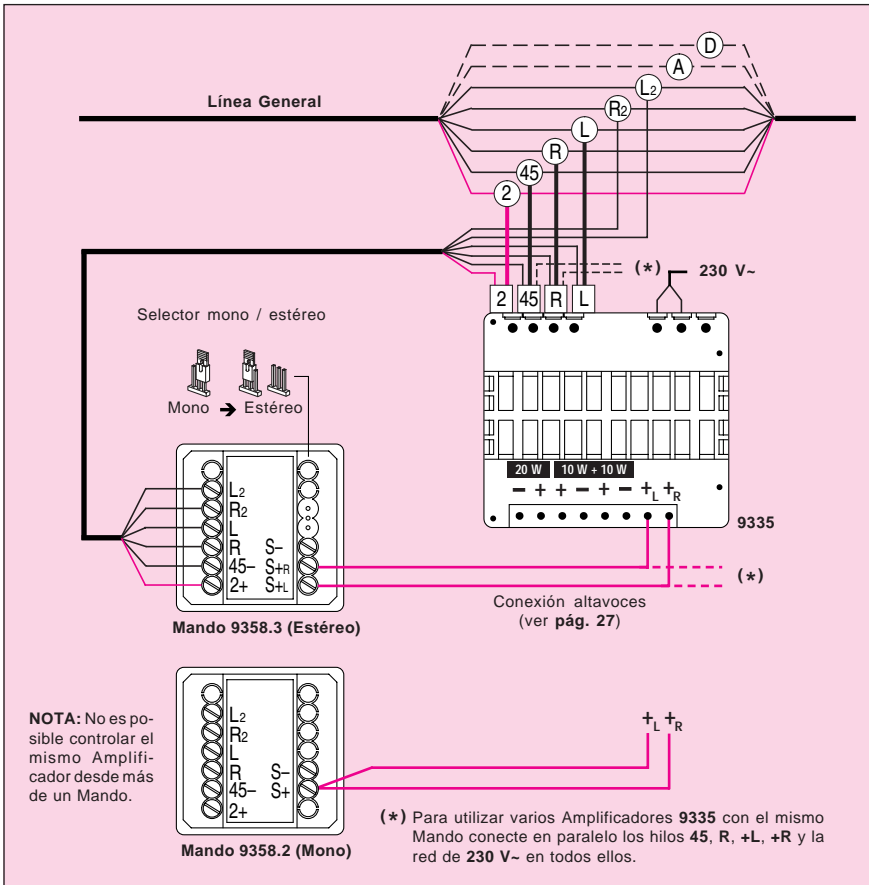 D
A
Línea General
L2
R2
L
R
45
2
(*) 230 V~
2 45 R L
Selector mono / estéreo
Mono ➔ Estéreo
20 W 10 W + 10 W
− + + − + − +L +R
9335
L2
R2
L
R S−
45− S+R
2+ S+L
(*)
Conexión altavoces
(ver pág. 27)
Mando 9358.3 (Estéreo)
NOTA: No es po-
sible controlar el
mismo Amplifi-
cador desde más
de un Mando.
L2
R2
L
R S−
45− S+
2+
+L +R
Mando 9358.2 (Mono)
(*) Para utilizar varios Amplificadores 9335 con el mismo
Mando conecte en paralelo los hilos 45, R, +L, +R y la
red de 230 V~ en todos ellos.